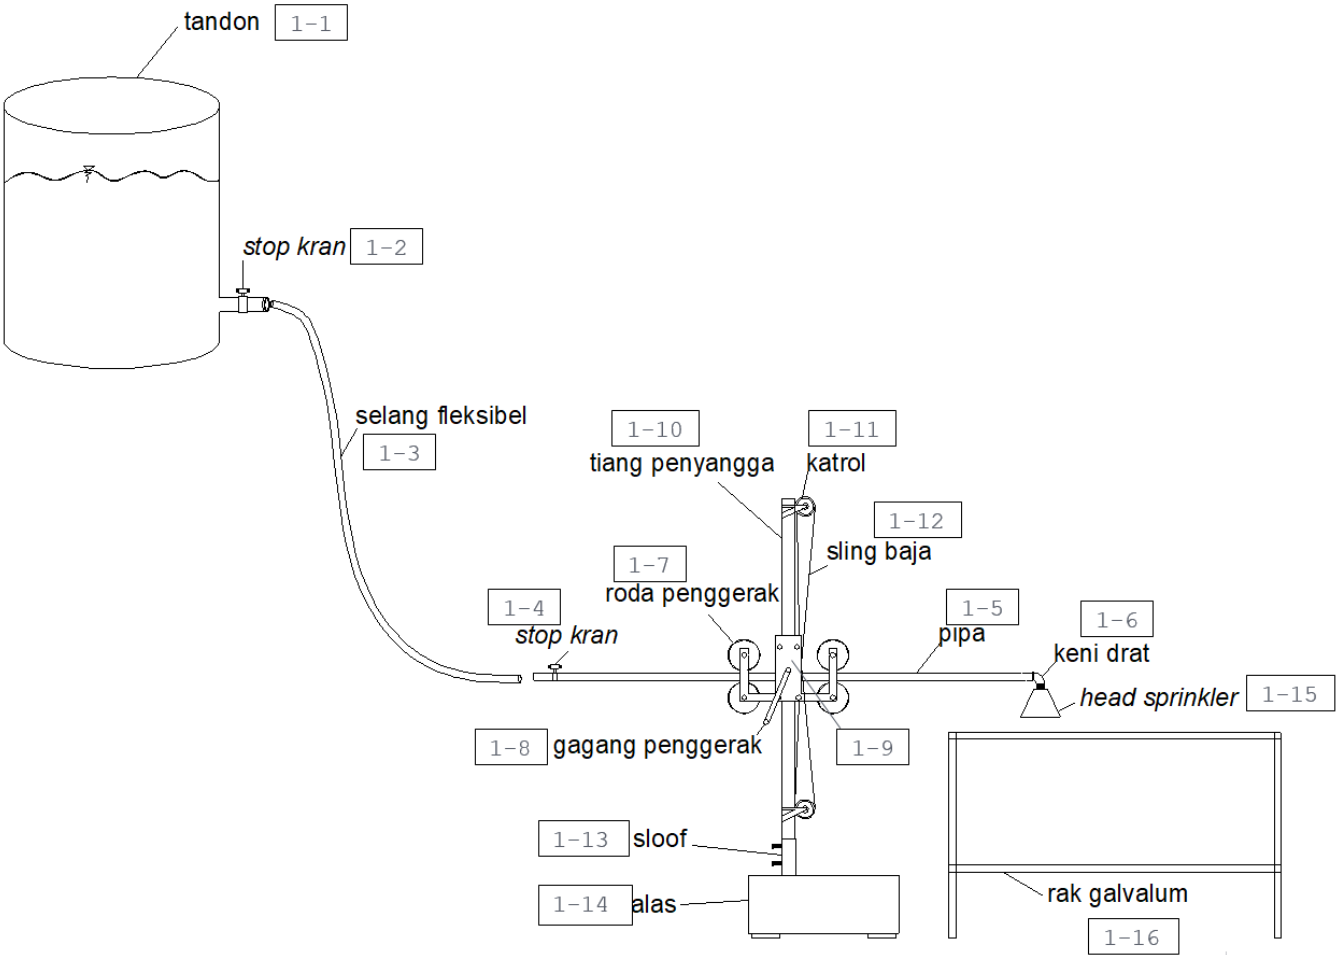 tandon 1-1
stop kran 1-2
selang fleksibel
1-3
1-10
1-11
tiang penyangga
katrol
1-12
sling baja
1-7
roda penggerak
1-4
stop kran
1-5
pipa
1-6
keni drat
head sprinkler 1-15
1-8 gagang penggerak
1-9
1-13 sloof
1-14 alas
rak galvalum
1-16